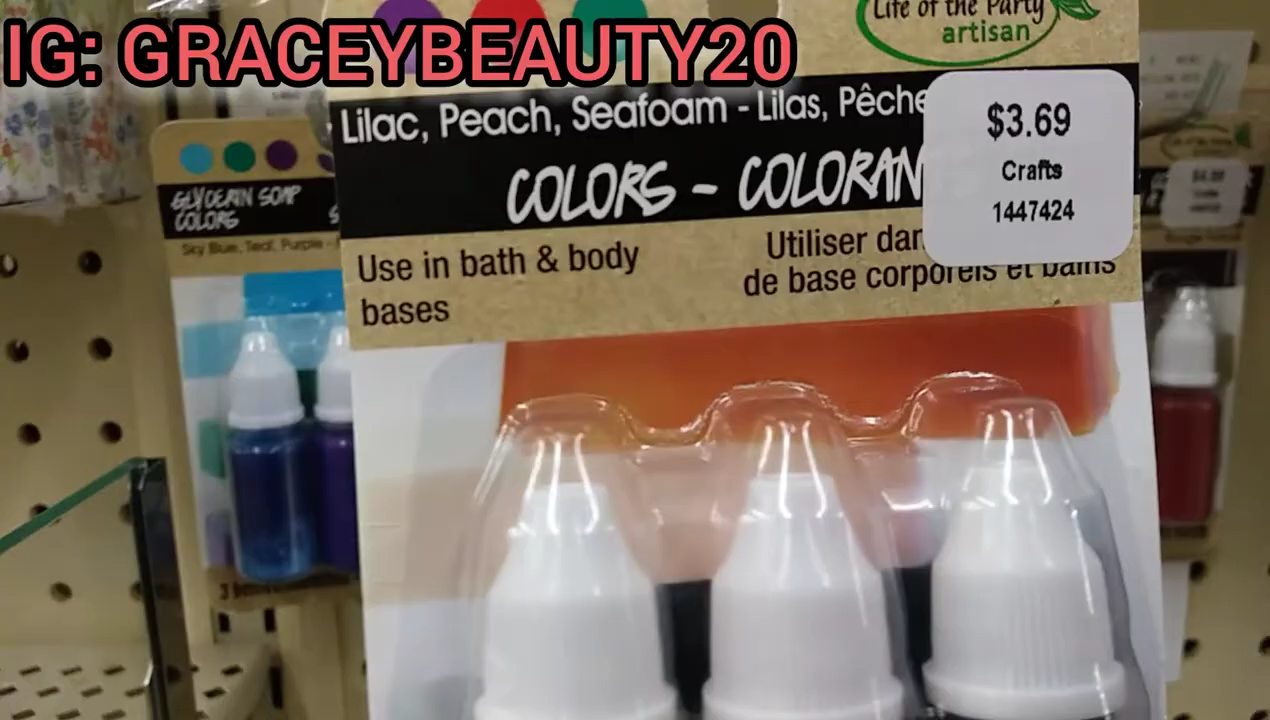 IG: GRACEYBEAUTY20
Life of the Party
artisan
Lilac, Peach, Seafoam - Lilas, Pêche
COLORS - COLORAN
$3.69
Crafts
1447424
Use in bath & body
bases
Utiliser dan
de base corporels et bains
GLYCERIN SOAP
COLORS
Sky Blue, Teal, Purple -